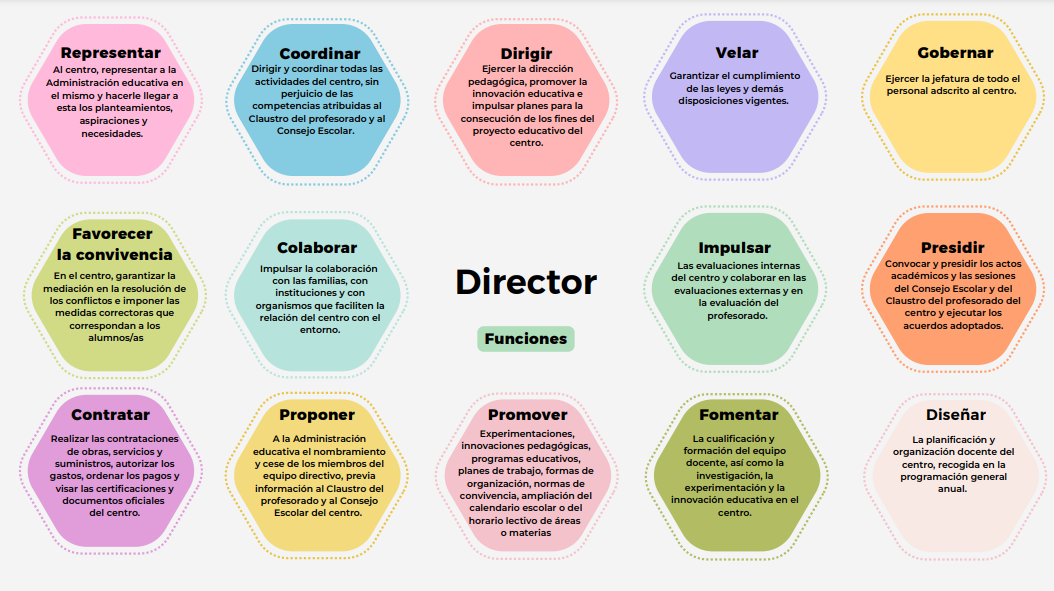 Representar
Al centro, representar a la
Administración educativa en
el mismo y hacerle llegar a
esta los planteamientos,
aspiraciones y
necesidades.
Coordinar
Dirigir y coordinar todas las
actividades del centro, sin
perjuicio de las
competencias atribuidas al
Claustro del profesorado y al
Consejo Escolar.
Dirigir
Ejercer la dirección
pedagógica, promover la
innovación educativa e
impulsar planes para la
consecución de los fines del
proyecto educativo del
centro.
Velar
Garantizar el cumplimiento
de las leyes y demás
disposiciones vigentes.
Gobernar
Ejercer la jefatura de todo el
personal adscrito al centro.
Favorecer
la convivencia
En el centro, garantizar la
mediación en la resolución de
los conflictos e imponer las
medidas correctoras que
correspondan a los
alumnos/as
Colaborar
Impulsar la colaboración
con las familias, con
instituciones y con
organismos que faciliten la
relación del centro con el
entorno.
Director
Funciones
Impulsar
Las evaluaciones internas
del centro y colaborar en las
evaluaciones externas y en
la evaluación del
profesorado.
Presidir
Convocar y presidir los actos
académicos y las sesiones
del Consejo Escolar y del
Claustro del profesorado del
centro y ejecutar los
acuerdos adoptados.
Contratar
Realizar las contrataciones
de obras, servicios y
suministros, autorizar los
gastos, ordenar los pagos y
visar las certificaciones y
documentos oficiales
del centro.
Proponer
A la Administración
educativa el nombramiento
y cese de los miembros del
equipo directivo, previa
información al Claustro del
profesorado y al Consejo
Escolar del centro.
Promover
Experimentaciones,
innovaciones pedagógicas,
programas educativos,
planes de trabajo, formas de
organización, normas de
convivencia, ampliación del
calendario escolar o del
horario lectivo de áreas
o materias
Fomentar
La cualificación y
formación del equipo
docente, así como la
investigación, la
experimentación y la
innovación educativa en el
centro.
Diseñar
La planificación y
organización docente del
centro, recogida en la
programación general
anual.